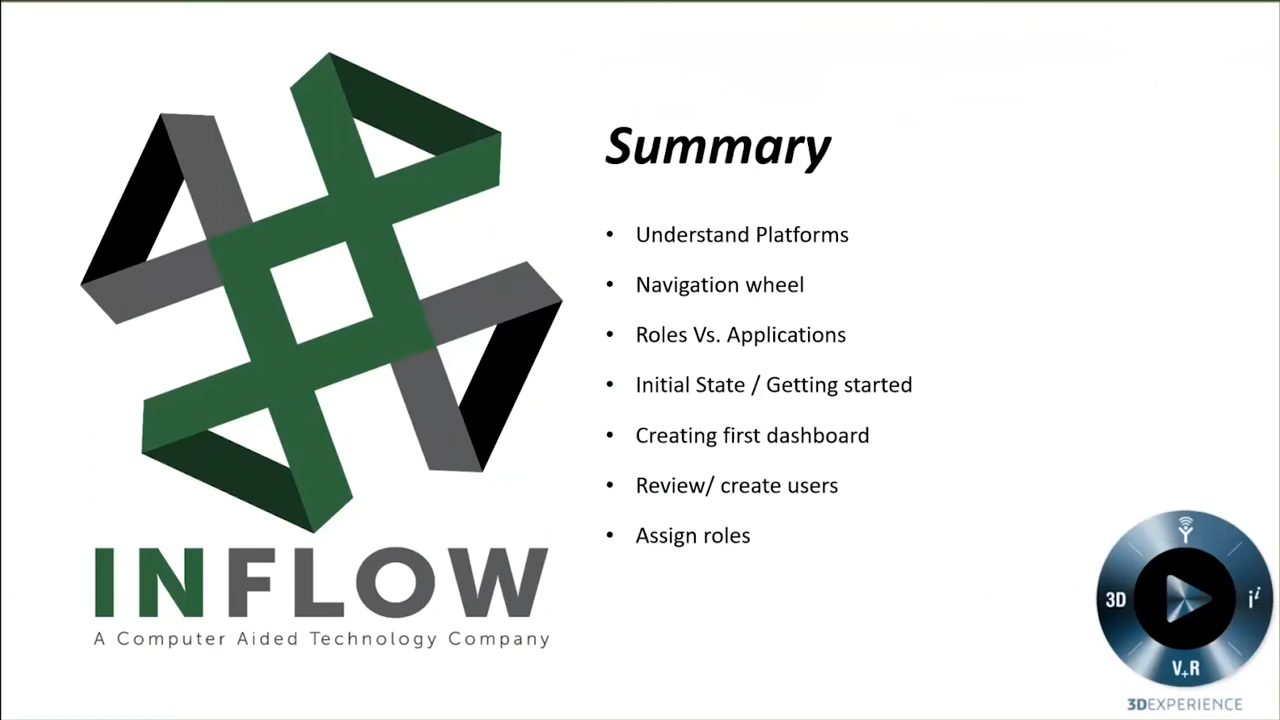 Summary
• Understand Platforms
• Navigation wheel
• Roles Vs. Applications
• Initial State / Getting started
• Creating first dashboard
• Review/ create users
• Assign roles
INFLOW
A Computer Aided Technology Company
3D
i²
V+R
3DEXPERIENCE